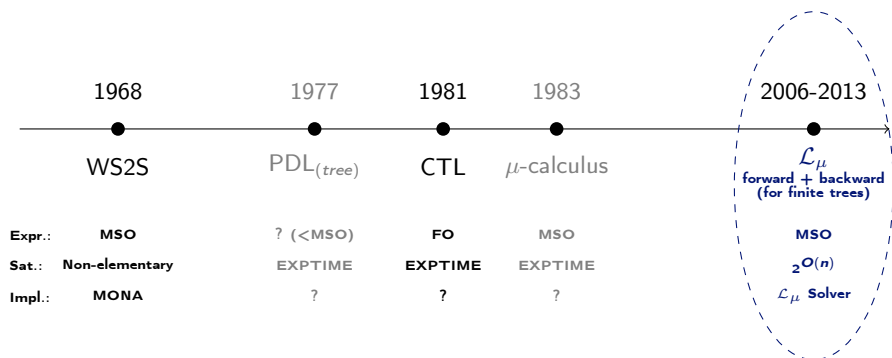 1968 1977 1981 1983 2006-2013
WS2S PDL(tree) CTL μ-calculus ℒμ
forward + backward
(for finite trees)
Expr.: MSO ? (<MSO) FO MSO MSO
Sat.: Non-elementary EXPTIME EXPTIME EXPTIME 2^O(n)
Impl.: MONA ? ? ? ℒμ Solver